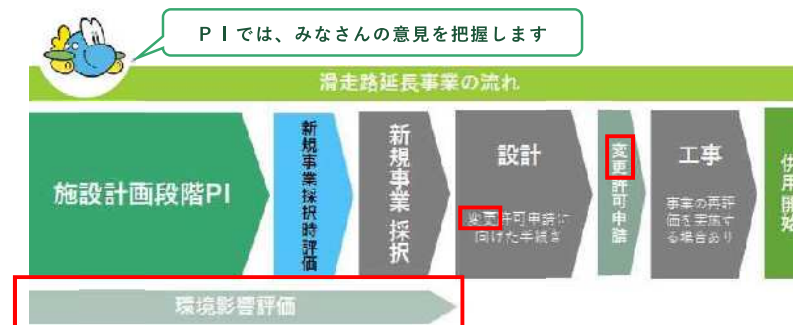 ＰＩでは、みなさんの意見を把握します
滑走路延長事業の流れ
施設計画段階PI
新規事業採択時評価
新規事業 採択
設計
変更許可申請に
向けた手続き
変更許可申請
工事
事業の再評
価を実施す
る場合あり
供用開始
環境影響評価